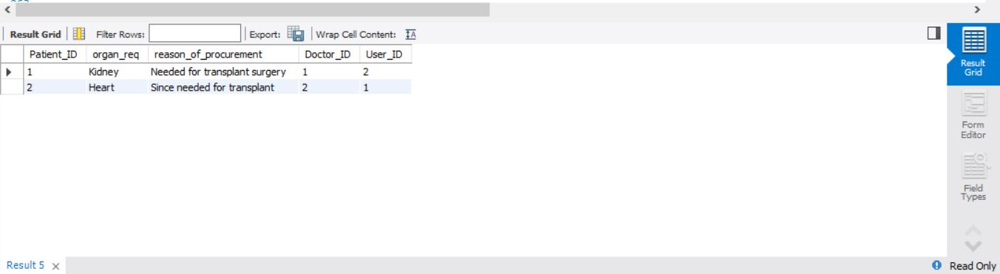 Result Grid Filter Rows: Export: Wrap Cell Content: IA
Patient_ID organ_req reason_of_procurement Doctor_ID User_ID
1 Kidney Needed for transplant surgery 1 2
2 Heart Since needed for transplant 2 1
Result
Grid
Form
Editor
Field
Types
Result 5 Read Only